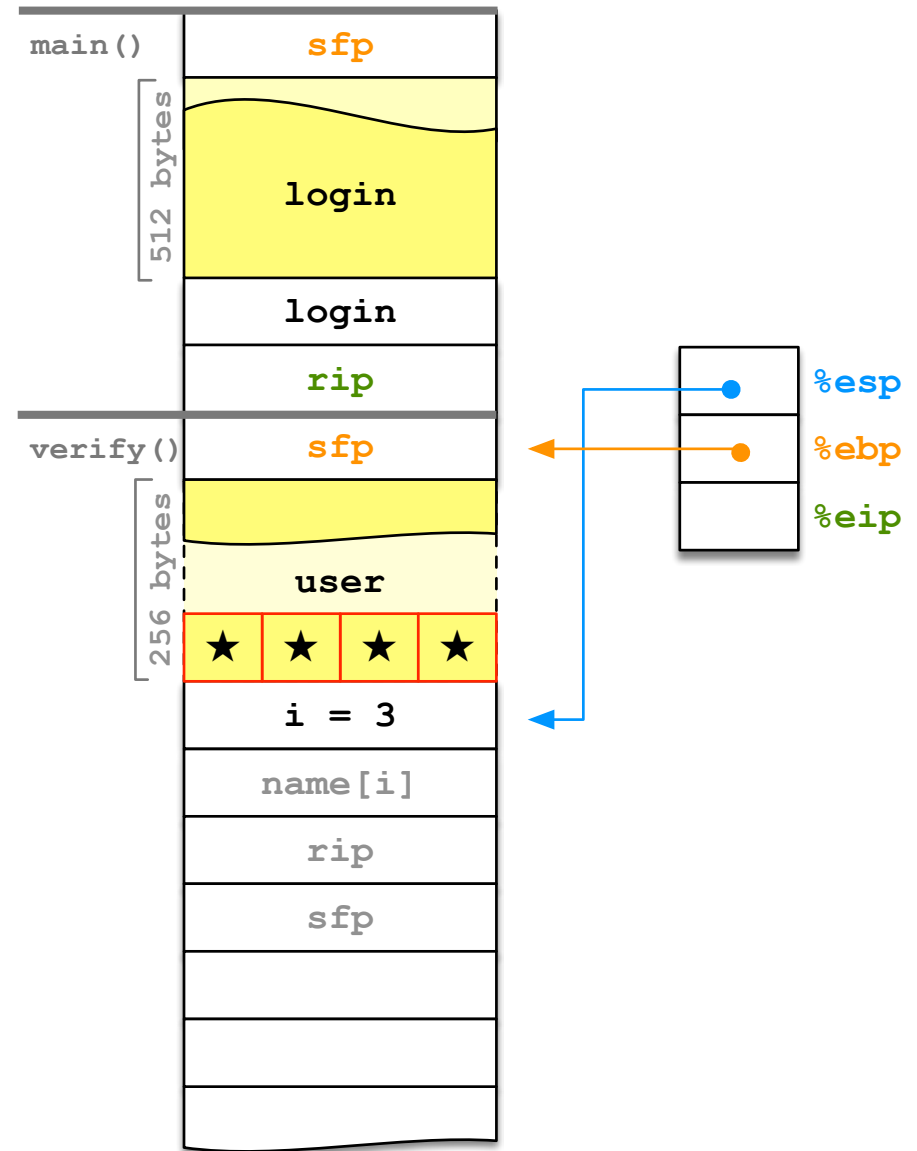 main()
sfp
512 bytes
login
login
rip
%esp
verify()
sfp
%ebp
%eip
256 bytes
user
★ ★ ★ ★
i = 3
name[i]
rip
sfp